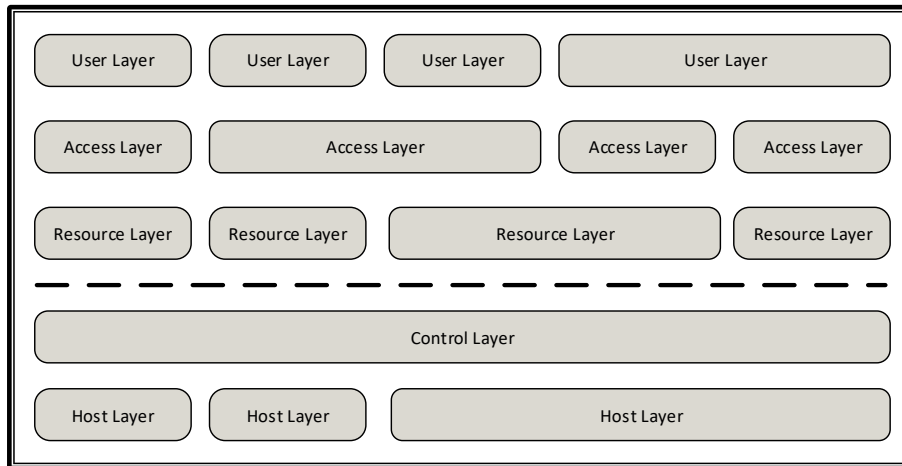 User Layer User Layer User Layer User Layer
Access Layer Access Layer Access Layer Access Layer
Resource Layer Resource Layer Resource Layer Resource Layer
Control Layer
Host Layer Host Layer Host Layer